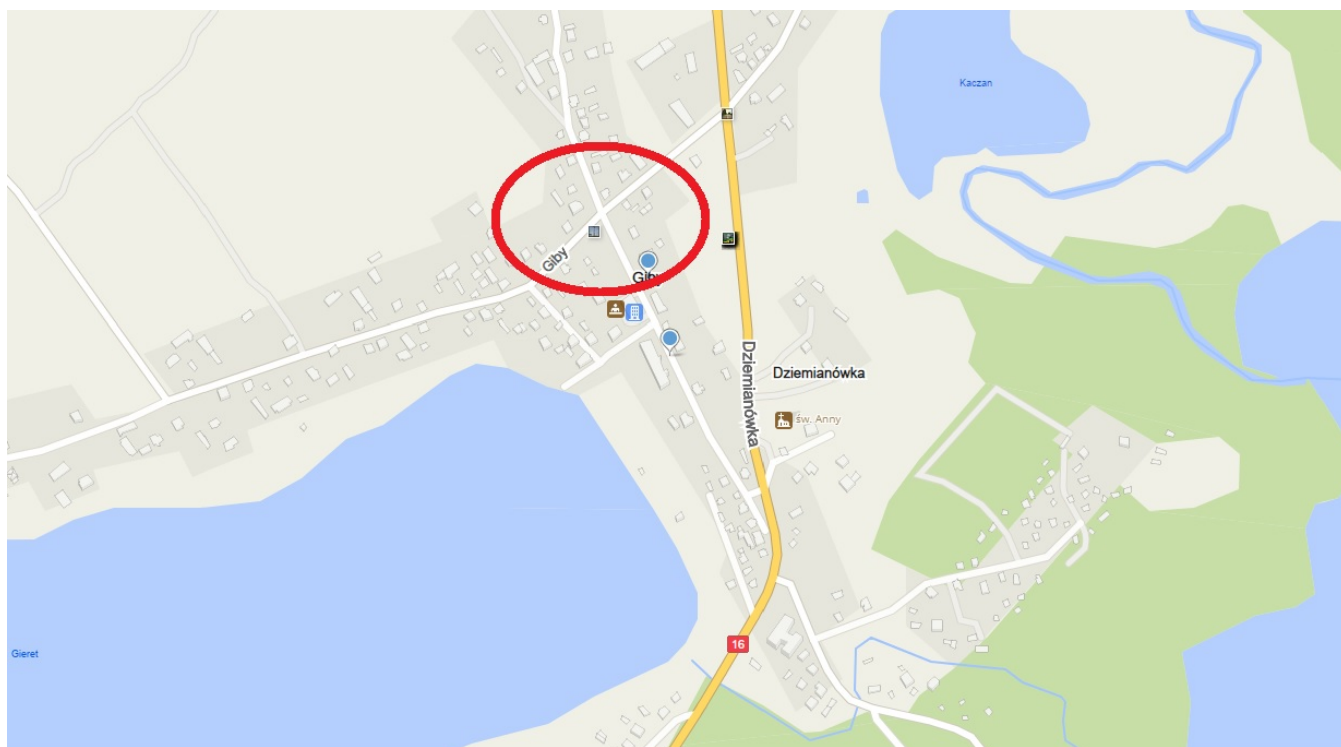 Kaczan
Giby
Giby
Dziemianówka
Dziemianówka
św. Anny
16
Gieret